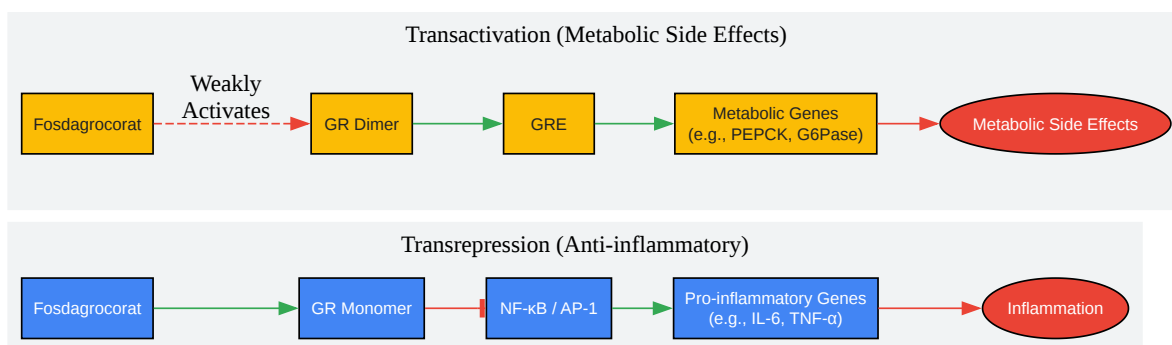 Transactivation (Metabolic Side Effects)
Weakly
Activates
Fosdagrocorat
GR Dimer
GRE
Metabolic Genes
(e.g., PEPCK, G6Pase)
Metabolic Side Effects
Transrepression (Anti-inflammatory)
Fosdagrocorat
GR Monomer
NF-κB / AP-1
Pro-inflammatory Genes
(e.g., IL-6, TNF-α)
Inflammation